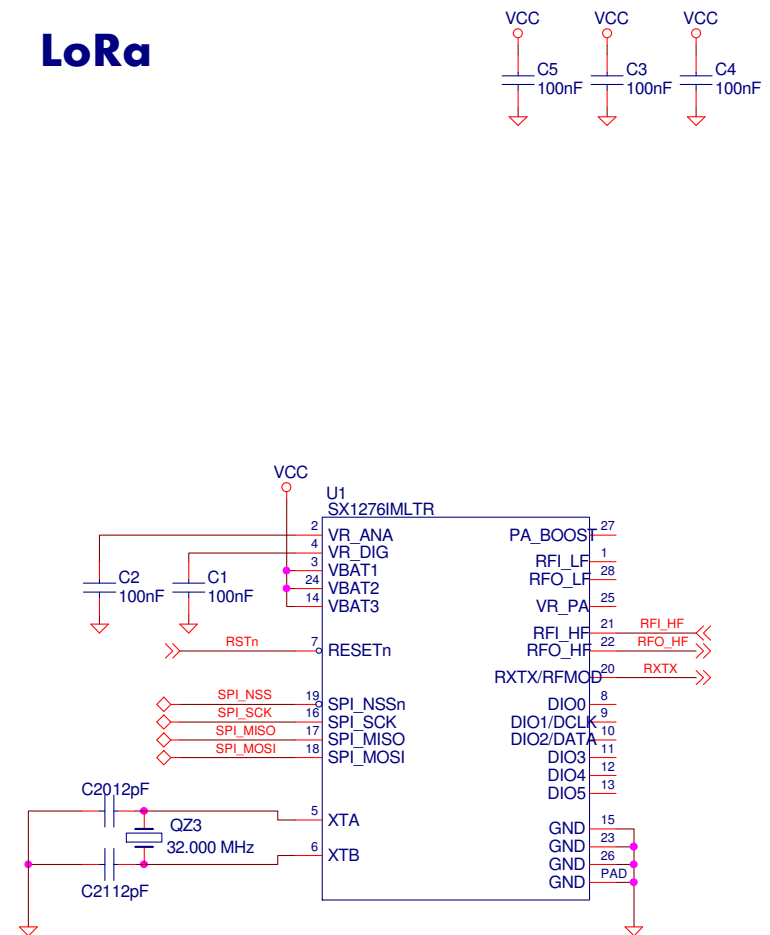 LoRa
VCC
VCC
VCC
C5
100nF
C3
100nF
C4
100nF
VCC
U1
SX1276IMLTR
2
VR_ANA
4
VR_DIG
3
VBAT1
24
VBAT2
14
VBAT3
C2
100nF
C1
100nF
RSTn
7
RESETn
SPI_NSS
19
SPI_NSSn
SPI_SCK
16
SPI_SCK
SPI_MISO
17
SPI_MISO
SPI_MOSI
18
SPI_MOSI
C2012pF
5
XTA
QZ3
32.000 MHz
6
XTB
C2112pF
PA_BOOST
27
RFI_LF
1
RFO_LF
28
VR_PA
25
RFI_HF
21
RFI_HF
RFO_HF
22
RFO_HF
RXTX/RFMOD
20
RXTX
DIO0
8
DIO1/DCLK
9
DIO2/DATA
10
DIO3
11
DIO4
12
DIO5
13
GND
15
GND
23
GND
26
GND
PAD